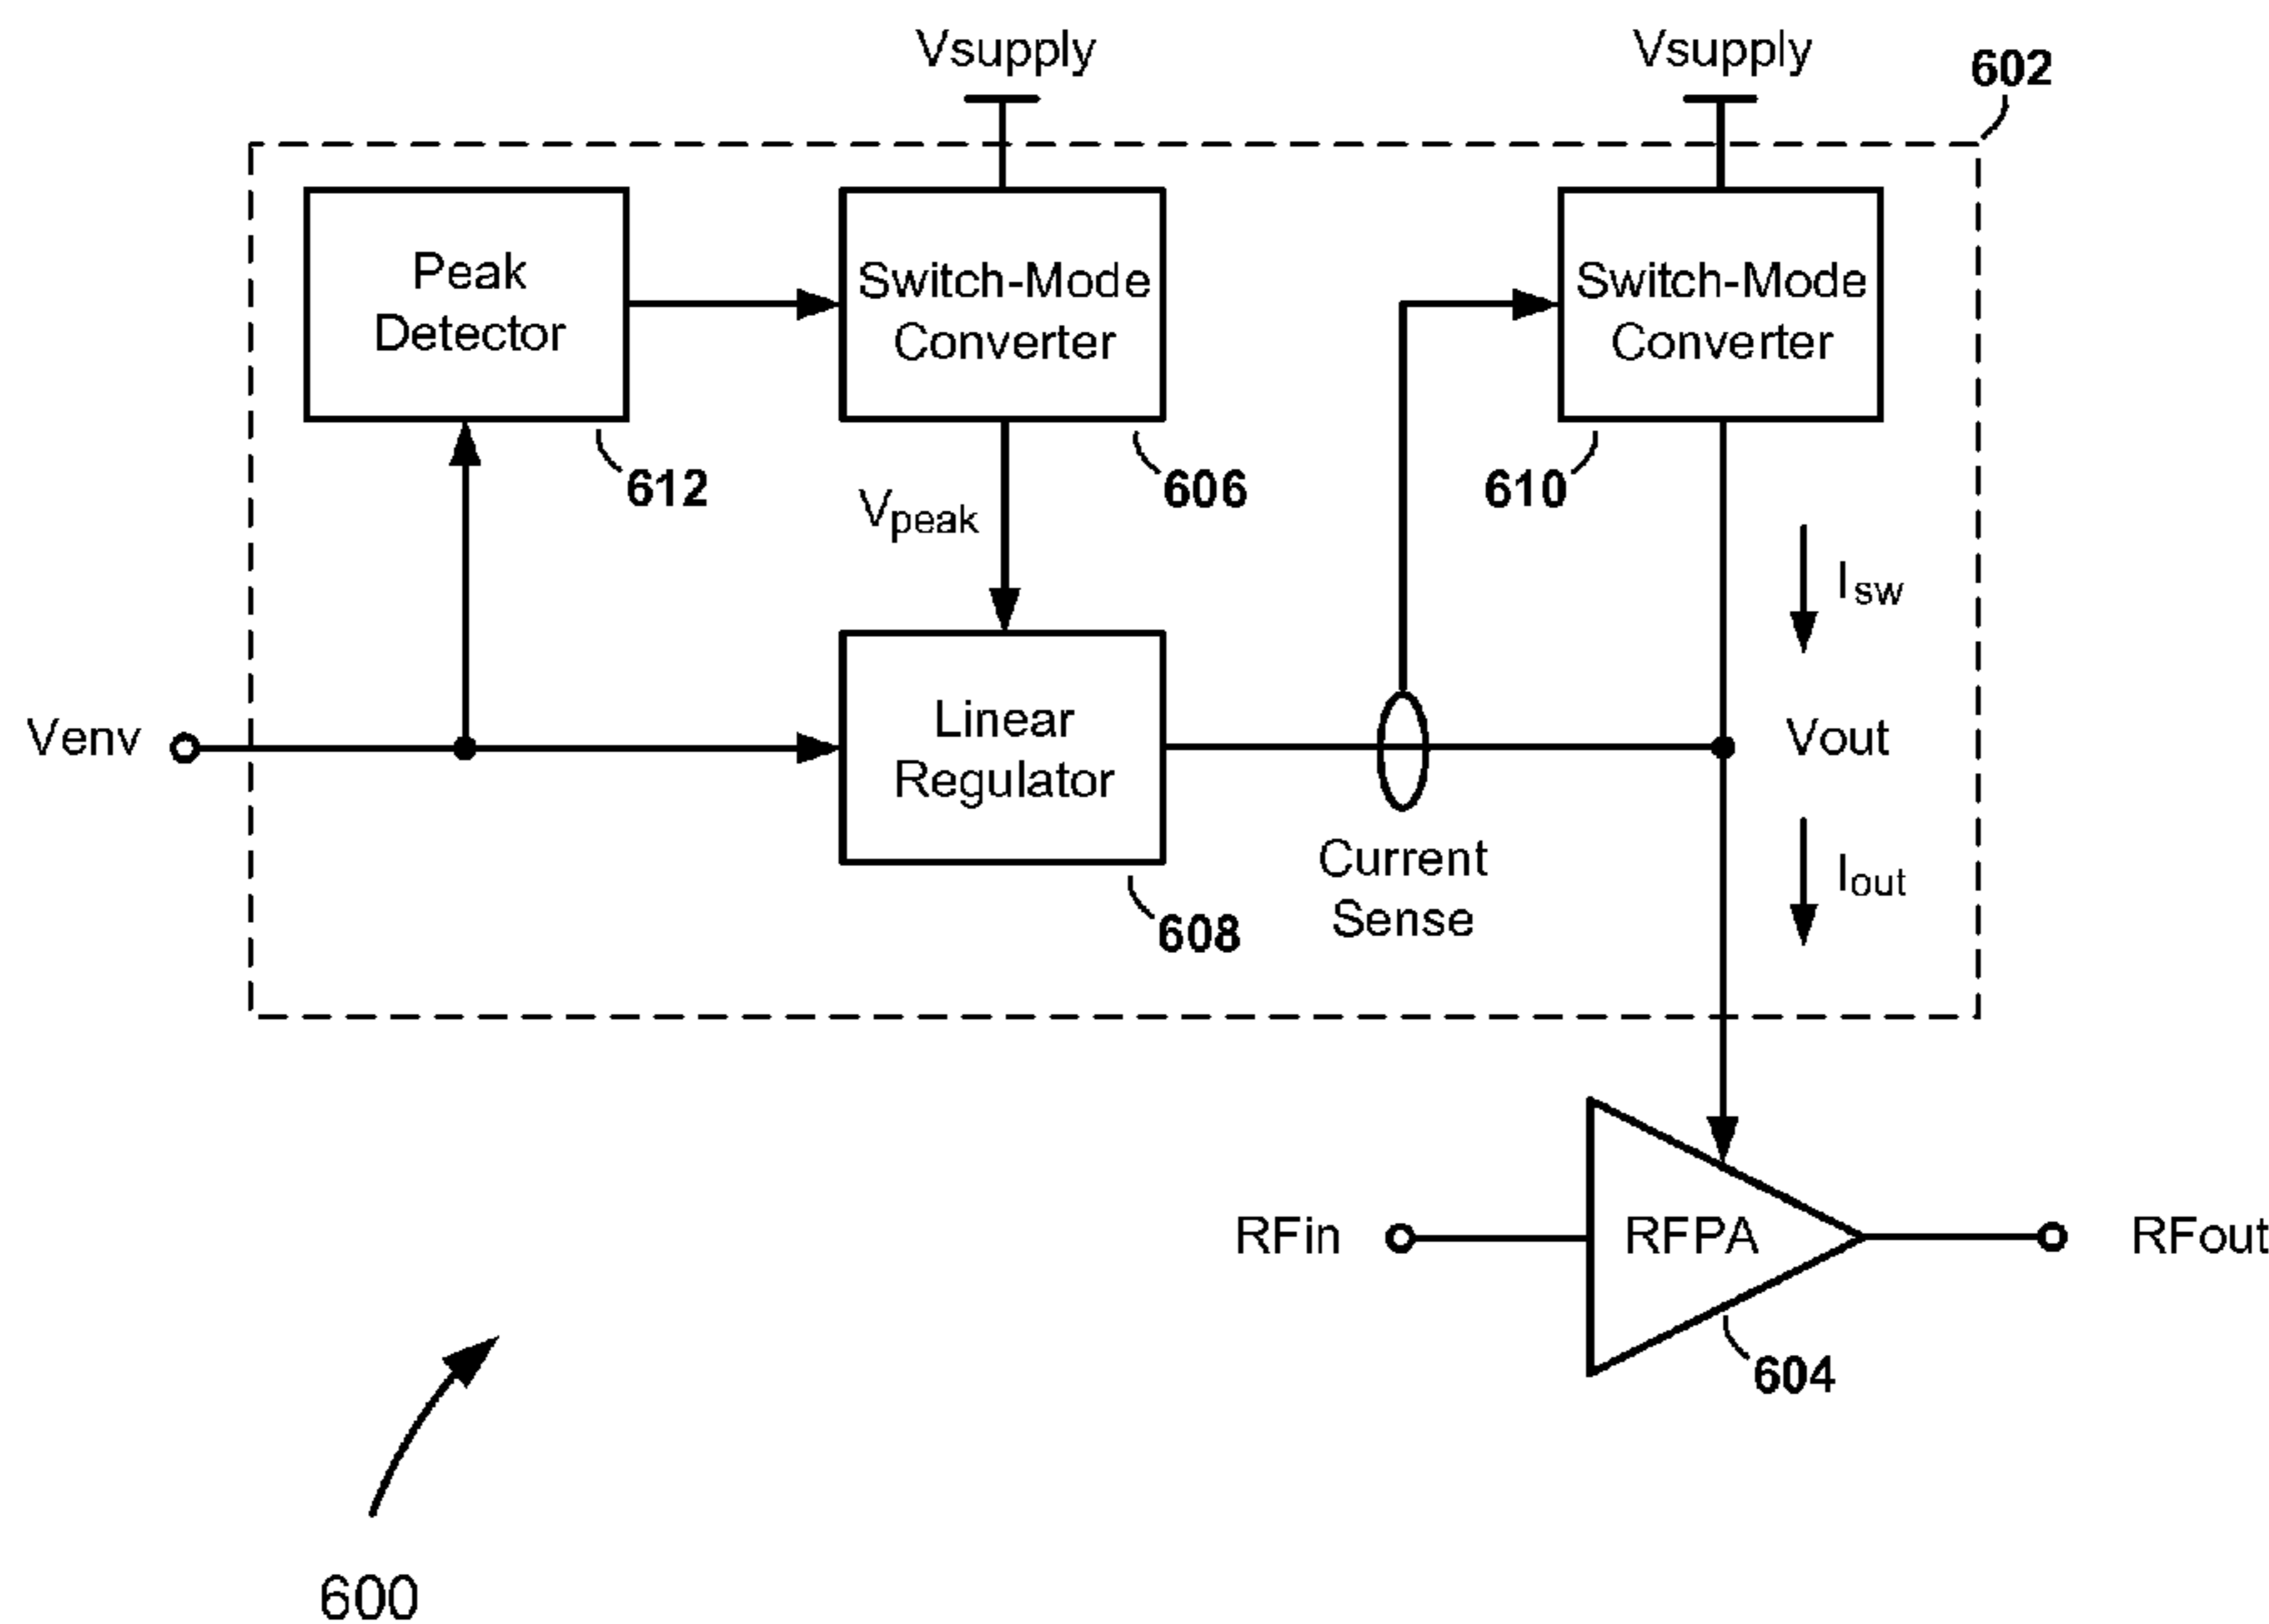 Vsupply
Vsupply
602
Peak
Detector
Switch-Mode
Converter
Switch-Mode
Converter
612
606
610
Vpeak
Isw
Venv
Linear
Regulator
Vout
Current
Sense
Iout
608
RFin
RFPA
RFout
604
600